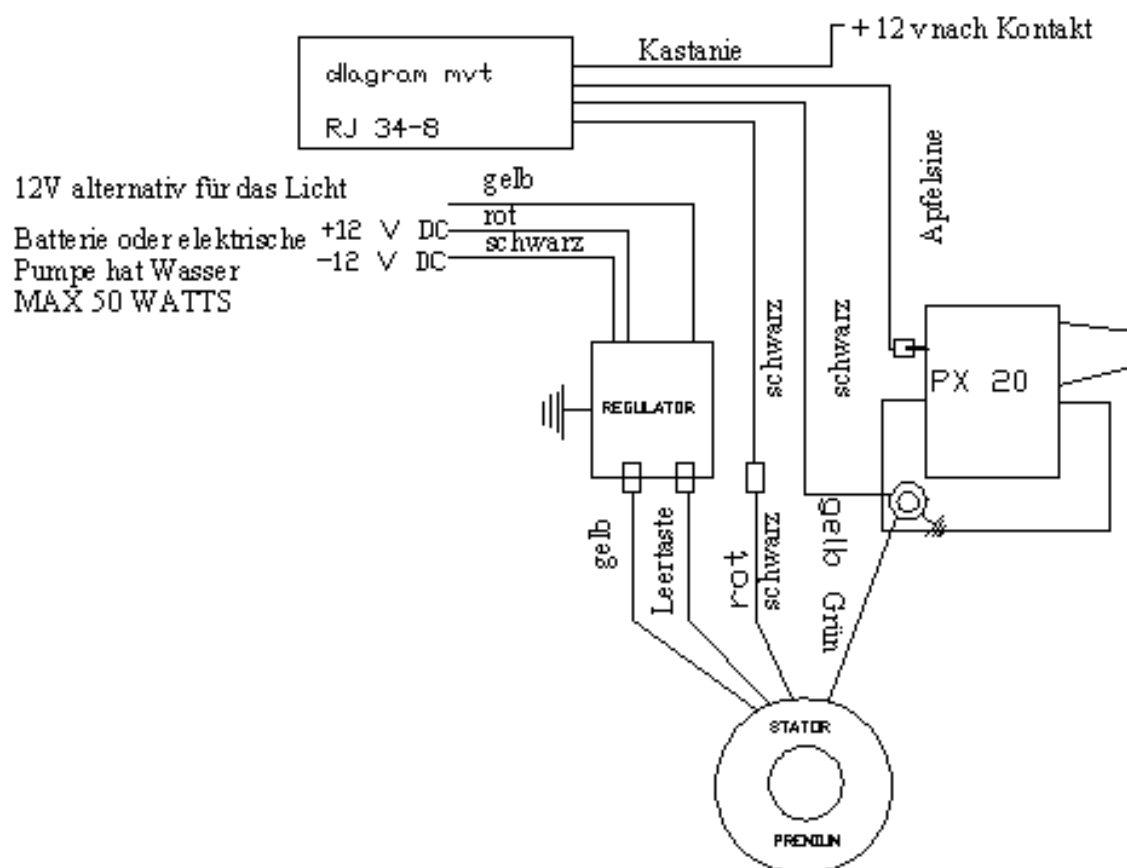 + 12 v nach Kontakt
Kastanie
dlagram mvt
RJ 34-8
12V alternativ für das Licht
gelb
rot
Batterie oder elektrische
+12 V DC
schwarz
Pumpe hat Wasser
-12 V DC
MAX 50 WATTS
Apfelsine
schwarz
schwarz
PX 20
REGULATOR
gelb
Leertaste
rot
schwarz
gelb Grün
STATOR
PREMIUN